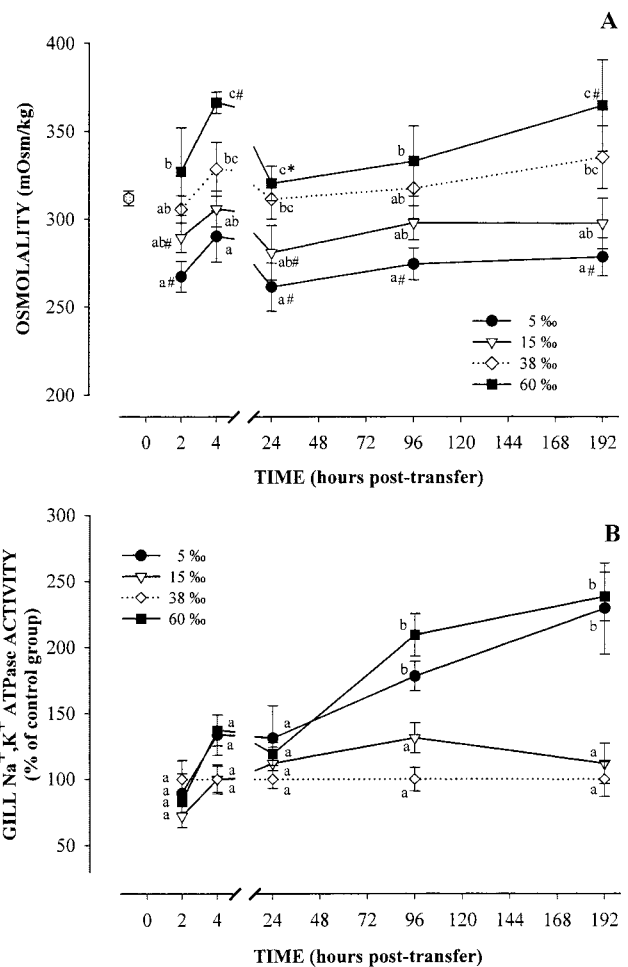 A
OSMOLALITY (mOsm/kg)
400
350
300
250
200
c#
b
bc
ab
ab
ab#
a
a#
c*
bc
ab#
a#
b
ab
ab
a#
c#
bc
ab
a#
5 ‰
15 ‰
38 ‰
60 ‰
0 2 4 24 48 72 96 120 144 168 192
TIME (hours post-transfer)
B
GILL Na+,K+ ATPase ACTIVITY
(% of control group)
300
250
200
150
100
50
5 ‰
15 ‰
38 ‰
60 ‰
a
a
a
a
a
a
a
a
a
a
a
a
b
b
a
a
b
b
a
a
0 2 4 24 48 72 96 120 144 168 192
TIME (hours post-transfer)